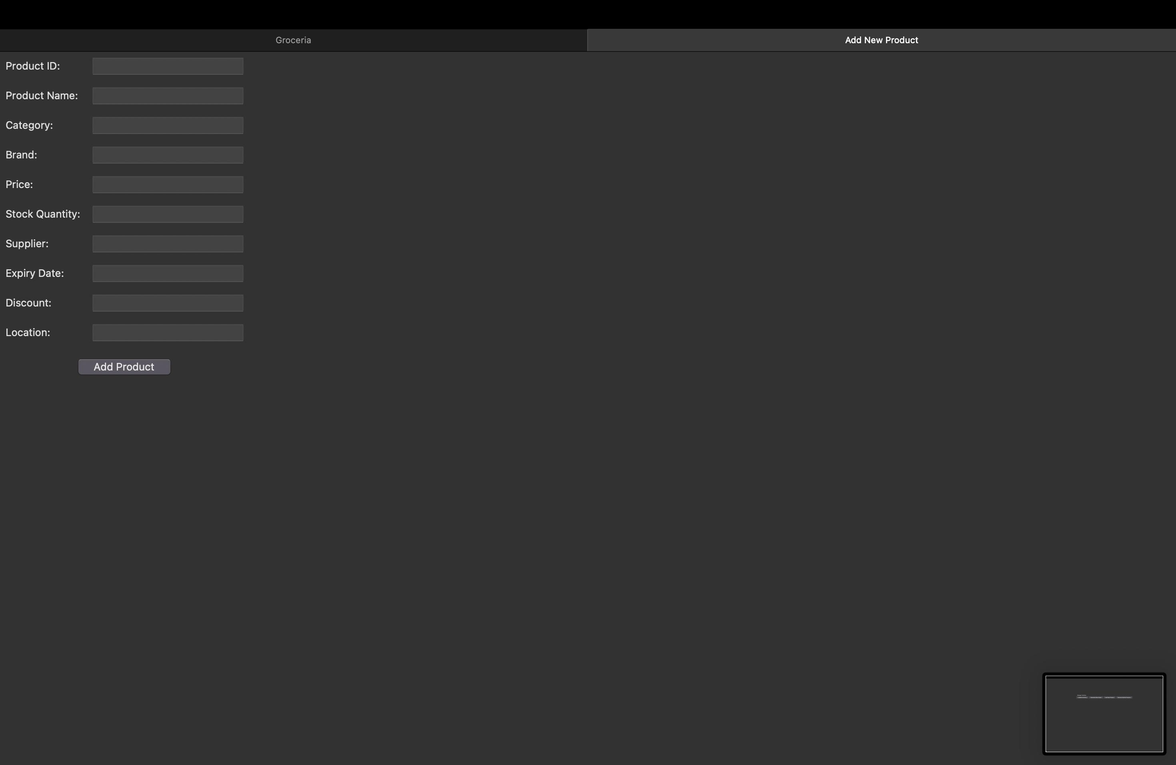 Groceria
Add New Product
Product ID:
Product Name:
Category:
Brand:
Price:
Stock Quantity:
Supplier:
Expiry Date:
Discount:
Location:
Add Product